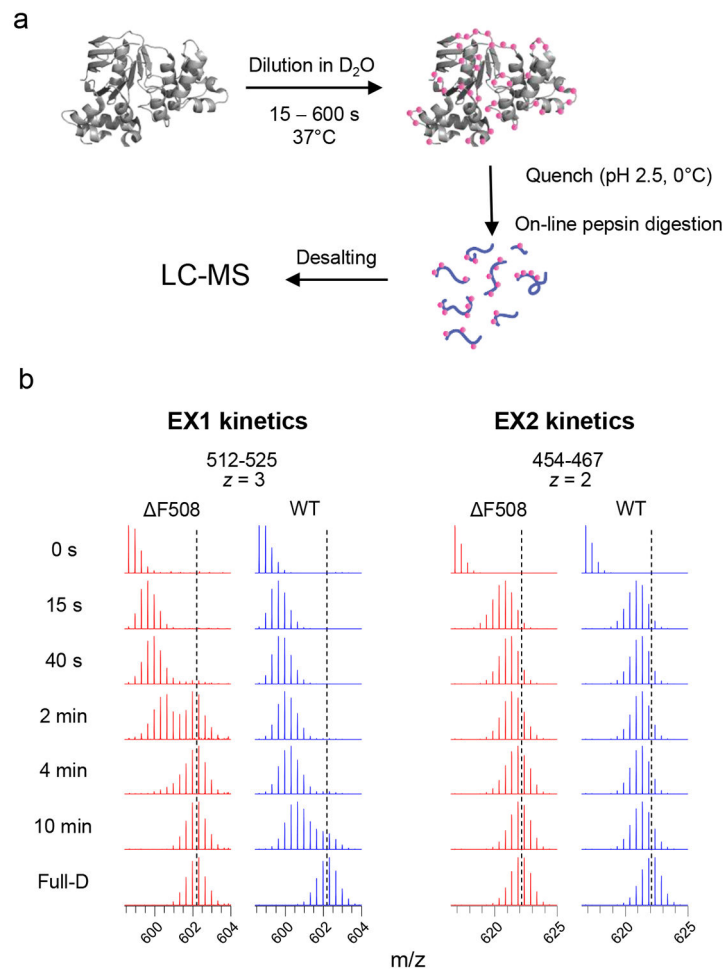 a
Dilution in D₂O
15 – 600 s
37°C
Quench (pH 2.5, 0°C)
On-line pepsin digestion
Desalting
LC-MS
b
EX1 kinetics
EX2 kinetics
512-525
454-467
z = 3
z = 2
ΔF508
WT
ΔF508
WT
0 s
15 s
40 s
2 min
4 min
10 min
Full-D
600 602 604
600 602 604
620 625
620 625
m/z